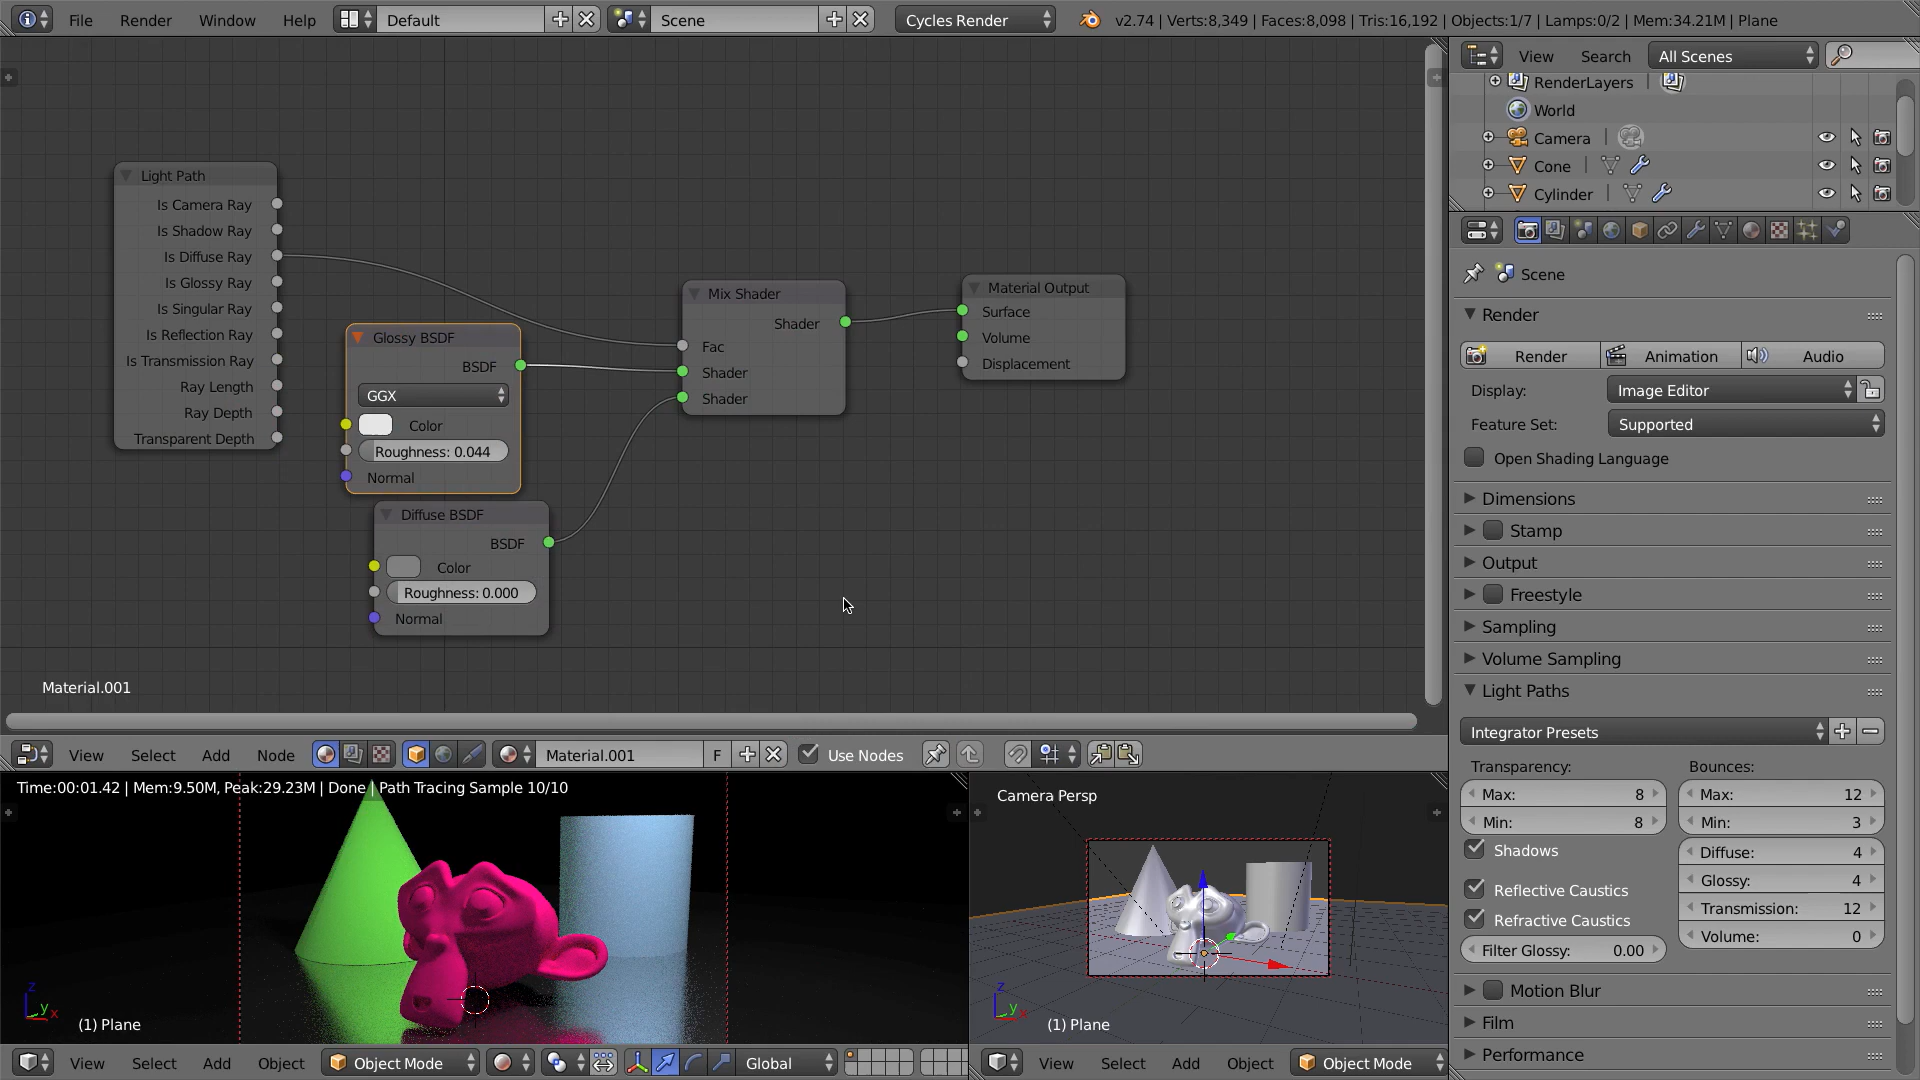 File Render Window Help Default Scene Cycles Render v2.74 | Verts:8,349 | Faces:8,098 | Tris:16,192 | Objects:1/7 | Lamps:0/2 | Mem:34.21M | Plane
View Search All Scenes
RenderLayers
World
Camera
Cone
Cylinder
Light Path
Is Camera Ray
Is Shadow Ray
Is Diffuse Ray
Is Glossy Ray
Is Singular Ray
Is Reflection Ray
Is Transmission Ray
Ray Length
Ray Depth
Transparent Depth
Glossy BSDF
BSDF
GGX
Color
Roughness: 0.044
Normal
Diffuse BSDF
BSDF
Color
Roughness: 0.000
Normal
Mix Shader
Shader
Fac
Shader
Shader
Material Output
Surface
Volume
Displacement
Material.001
View Select Add Node Material.001 F Use Nodes
Time:00:01.42 | Mem:9.50M, Peak:29.23M | Done | Path Tracing Sample 10/10
z
y
x
(1) Plane
View Select Add Object Object Mode Global
Camera Persp
z
y
x
(1) Plane
View Select Add Object Object Mode
Scene
Render
Render Animation Audio
Display: Image Editor
Feature Set: Supported
Open Shading Language
Dimensions
Stamp
Output
Freestyle
Sampling
Volume Sampling
Light Paths
Integrator Presets
Transparency:
Max: 8
Min: 8
Shadows
Reflective Caustics
Refractive Caustics
Filter Glossy: 0.00
Bounces:
Max: 12
Min: 3
Diffuse: 4
Glossy: 4
Transmission: 12
Volume: 0
Motion Blur
Film
Performance